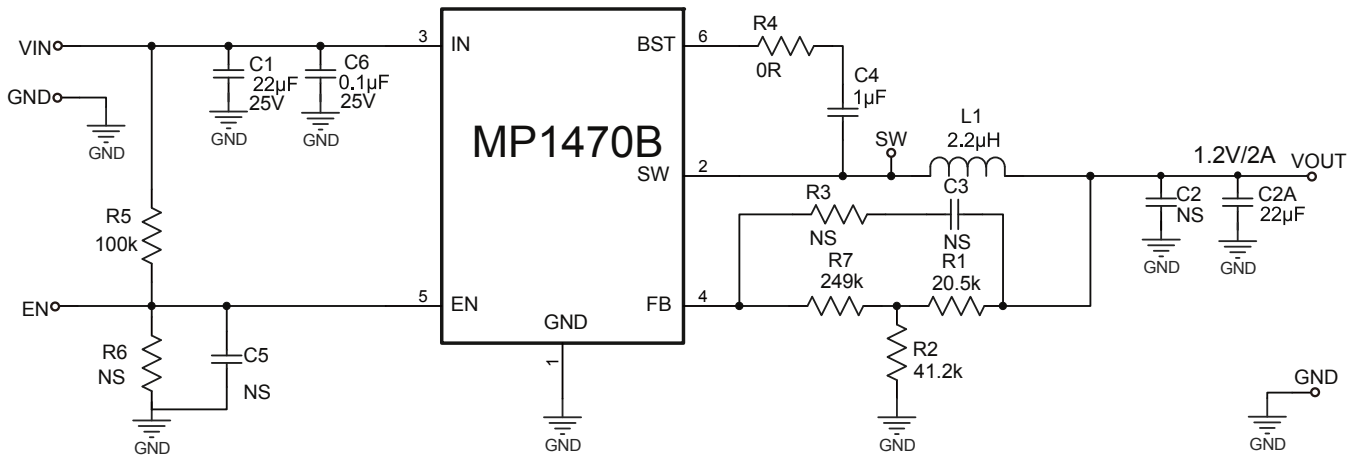 VIN
GND
GND
C1
22µF
25V
GND
C6
0.1µF
25V
GND
R5
100k
EN
R6
NS
C5
NS
GND
3
IN
5
EN
MP1470B
GND
1
GND
BST
6
SW
2
FB
4
R4
0R
C4
1µF
SW
L1
2.2µH
R3
NS
C3
NS
R7
249k
R1
20.5k
R2
41.2k
GND
1.2V/2A
VOUT
C2
NS
GND
C2A
22µF
GND
GND
GND